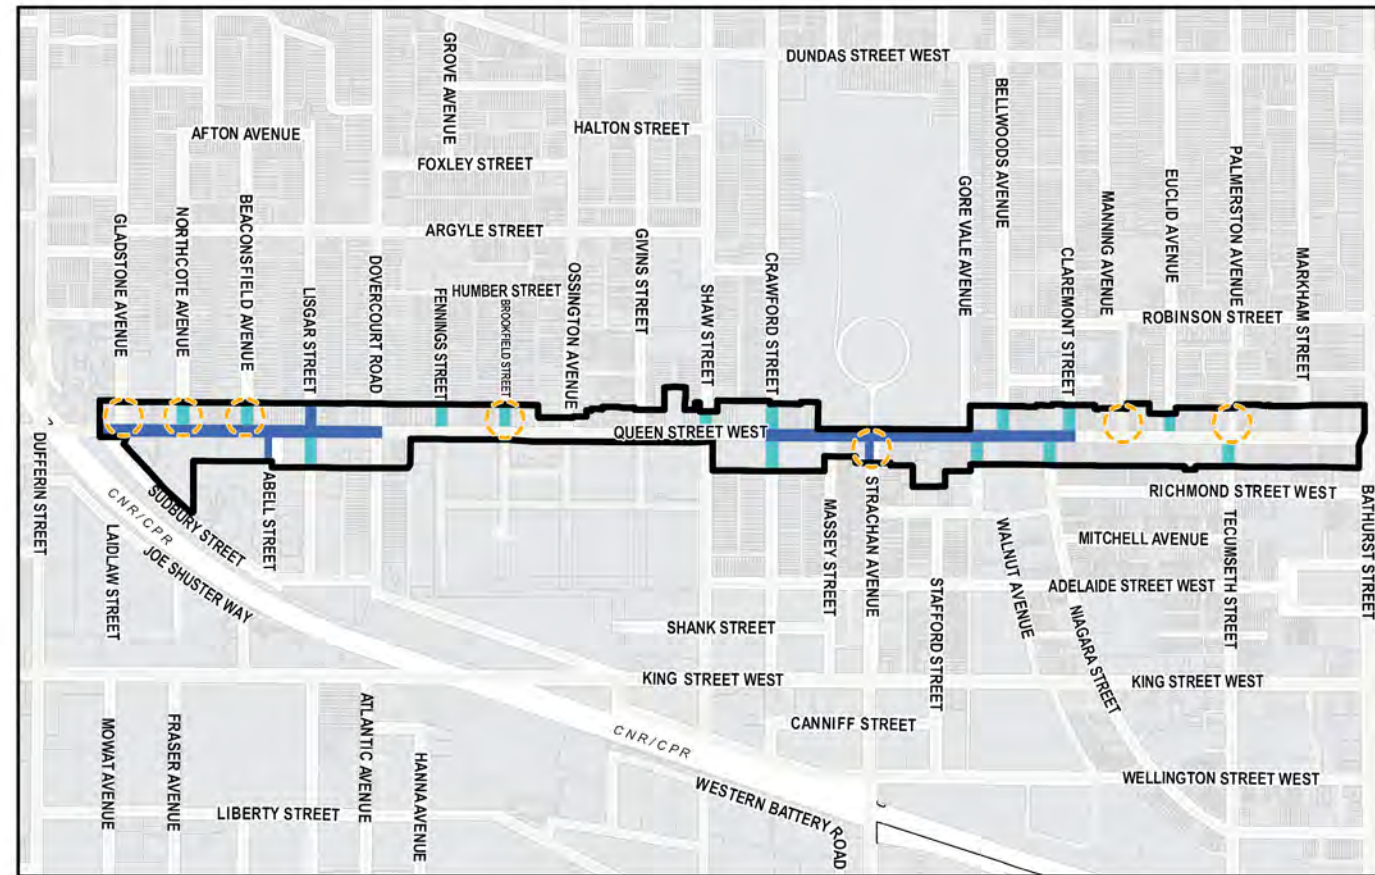 DUNDAS STREET WEST
GROVE AVENUE
BELLWOODS AVENUE
AFTON AVENUE
HALTON STREET
FOXLEY STREET
PALMERSTON AVENUE
EUCLID AVENUE
MANNING AVENUE
GORE VALE AVENUE
CLAREMONT STREET
MARKHAM STREET
GLADSTONE AVENUE
NORTHCOTE AVENUE
BEACONSFIELD AVENUE
LISGAR STREET
DOVERCOURT ROAD
ARGYLE STREET
FENNINGS STREET
HUMBER STREET
BROOKFIELD STREET
OSSINGTON AVENUE
GIVINS STREET
SHAW STREET
CRAWFORD STREET
ROBINSON STREET
QUEEN STREET WEST
DUFFERIN STREET
CNR/CPR
SUDBURY STREET
ABELL STREET
LAIDLAW STREET
JOE SHUSTER WAY
MASSEY STREET
STRACHAN AVENUE
STAFFORD STREET
WALNUT AVENUE
RICHMOND STREET WEST
MITCHELL AVENUE
ADELAIDE STREET WEST
NIAGARA STREET
TECUMSETH STREET
BATHURST STREET
SHANK STREET
KING STREET WEST
KING STREET WEST
CANNIFF STREET
MOWAT AVENUE
FRASER AVENUE
ATLANTIC AVENUE
HANNA AVENUE
CNR/CPR
WESTERN BATTERY ROAD
WELLINGTON STREET WEST
LIBERTY STREET